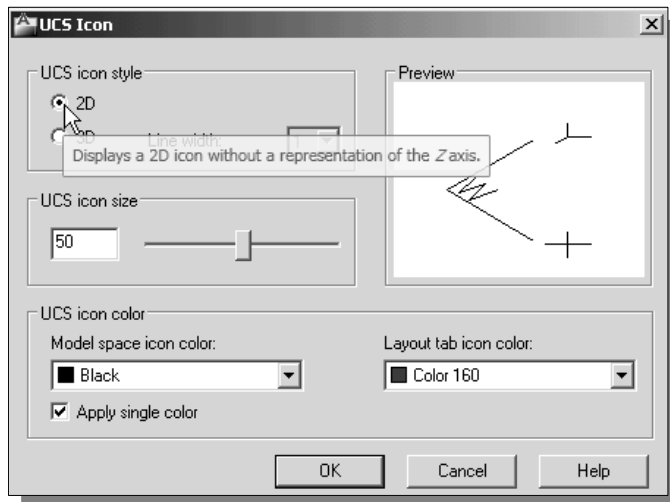 UCS Icon
UCS icon style
2D
3D
Line width:
1
Displays a 2D icon without a representation of the Z axis.
Preview
UCS icon size
50
UCS icon color
Model space icon color:
Black
Apply single color
Layout tab icon color:
Color 160
OK
Cancel
Help